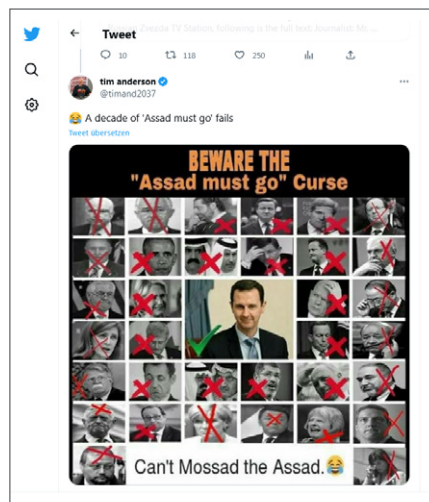 Tweet
10 118 250
tim anderson
@timand2037
😂 A decade of 'Assad must go' fails
Tweet übersetzen
BEWARE THE
"Assad must go" Curse
Can't Mossad the Assad.😂